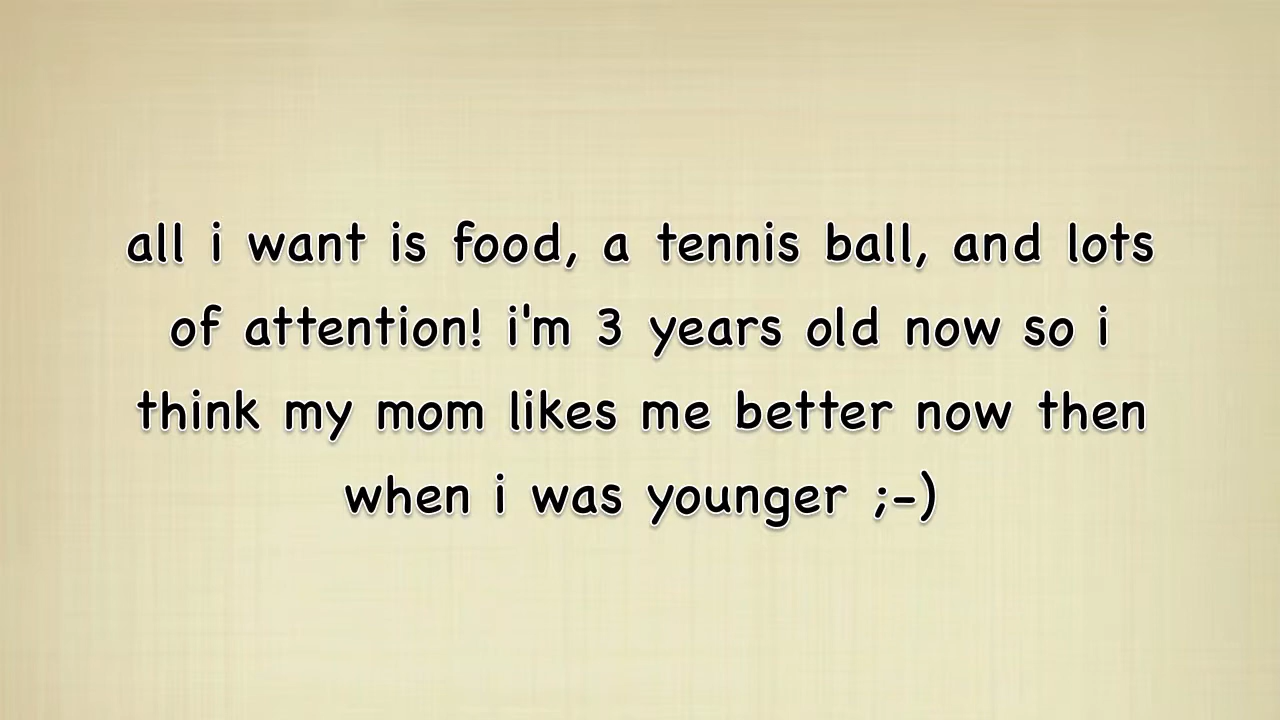 all i want is food, a tennis ball, and lots
of attention! i'm 3 years old now so i
think my mom likes me better now then
when i was younger ;-)